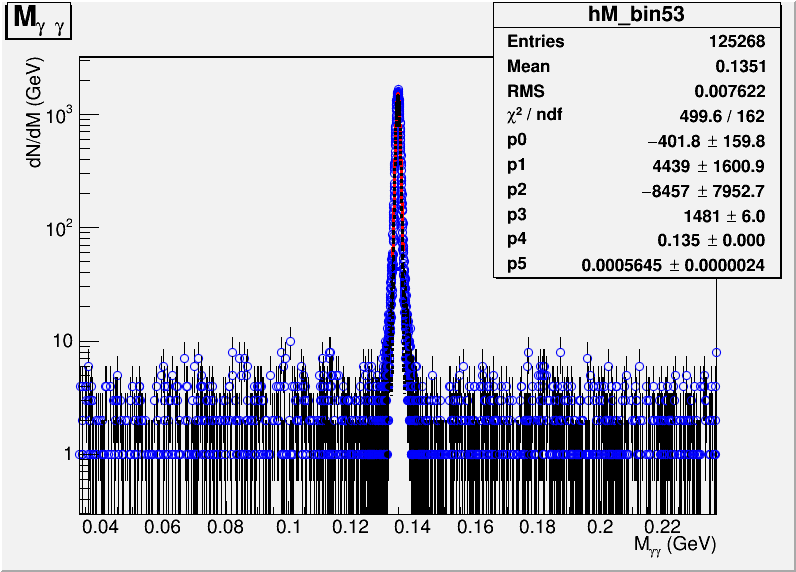 M γ γ
hM_bin53
Entries 125268
Mean 0.1351
RMS 0.007622
χ² / ndf 499.6 / 162
p0 −401.8 ± 159.8
p1 4439 ± 1600.9
p2 −8457 ± 7952.7
p3 1481 ± 6.0
p4 0.135 ± 0.000
p5 0.0005645 ± 0.0000024
dN/dM (GeV)
10³
10²
10
1
0.04 0.06 0.08 0.1 0.12 0.14 0.16 0.18 0.2 0.22
Mγγ (GeV)